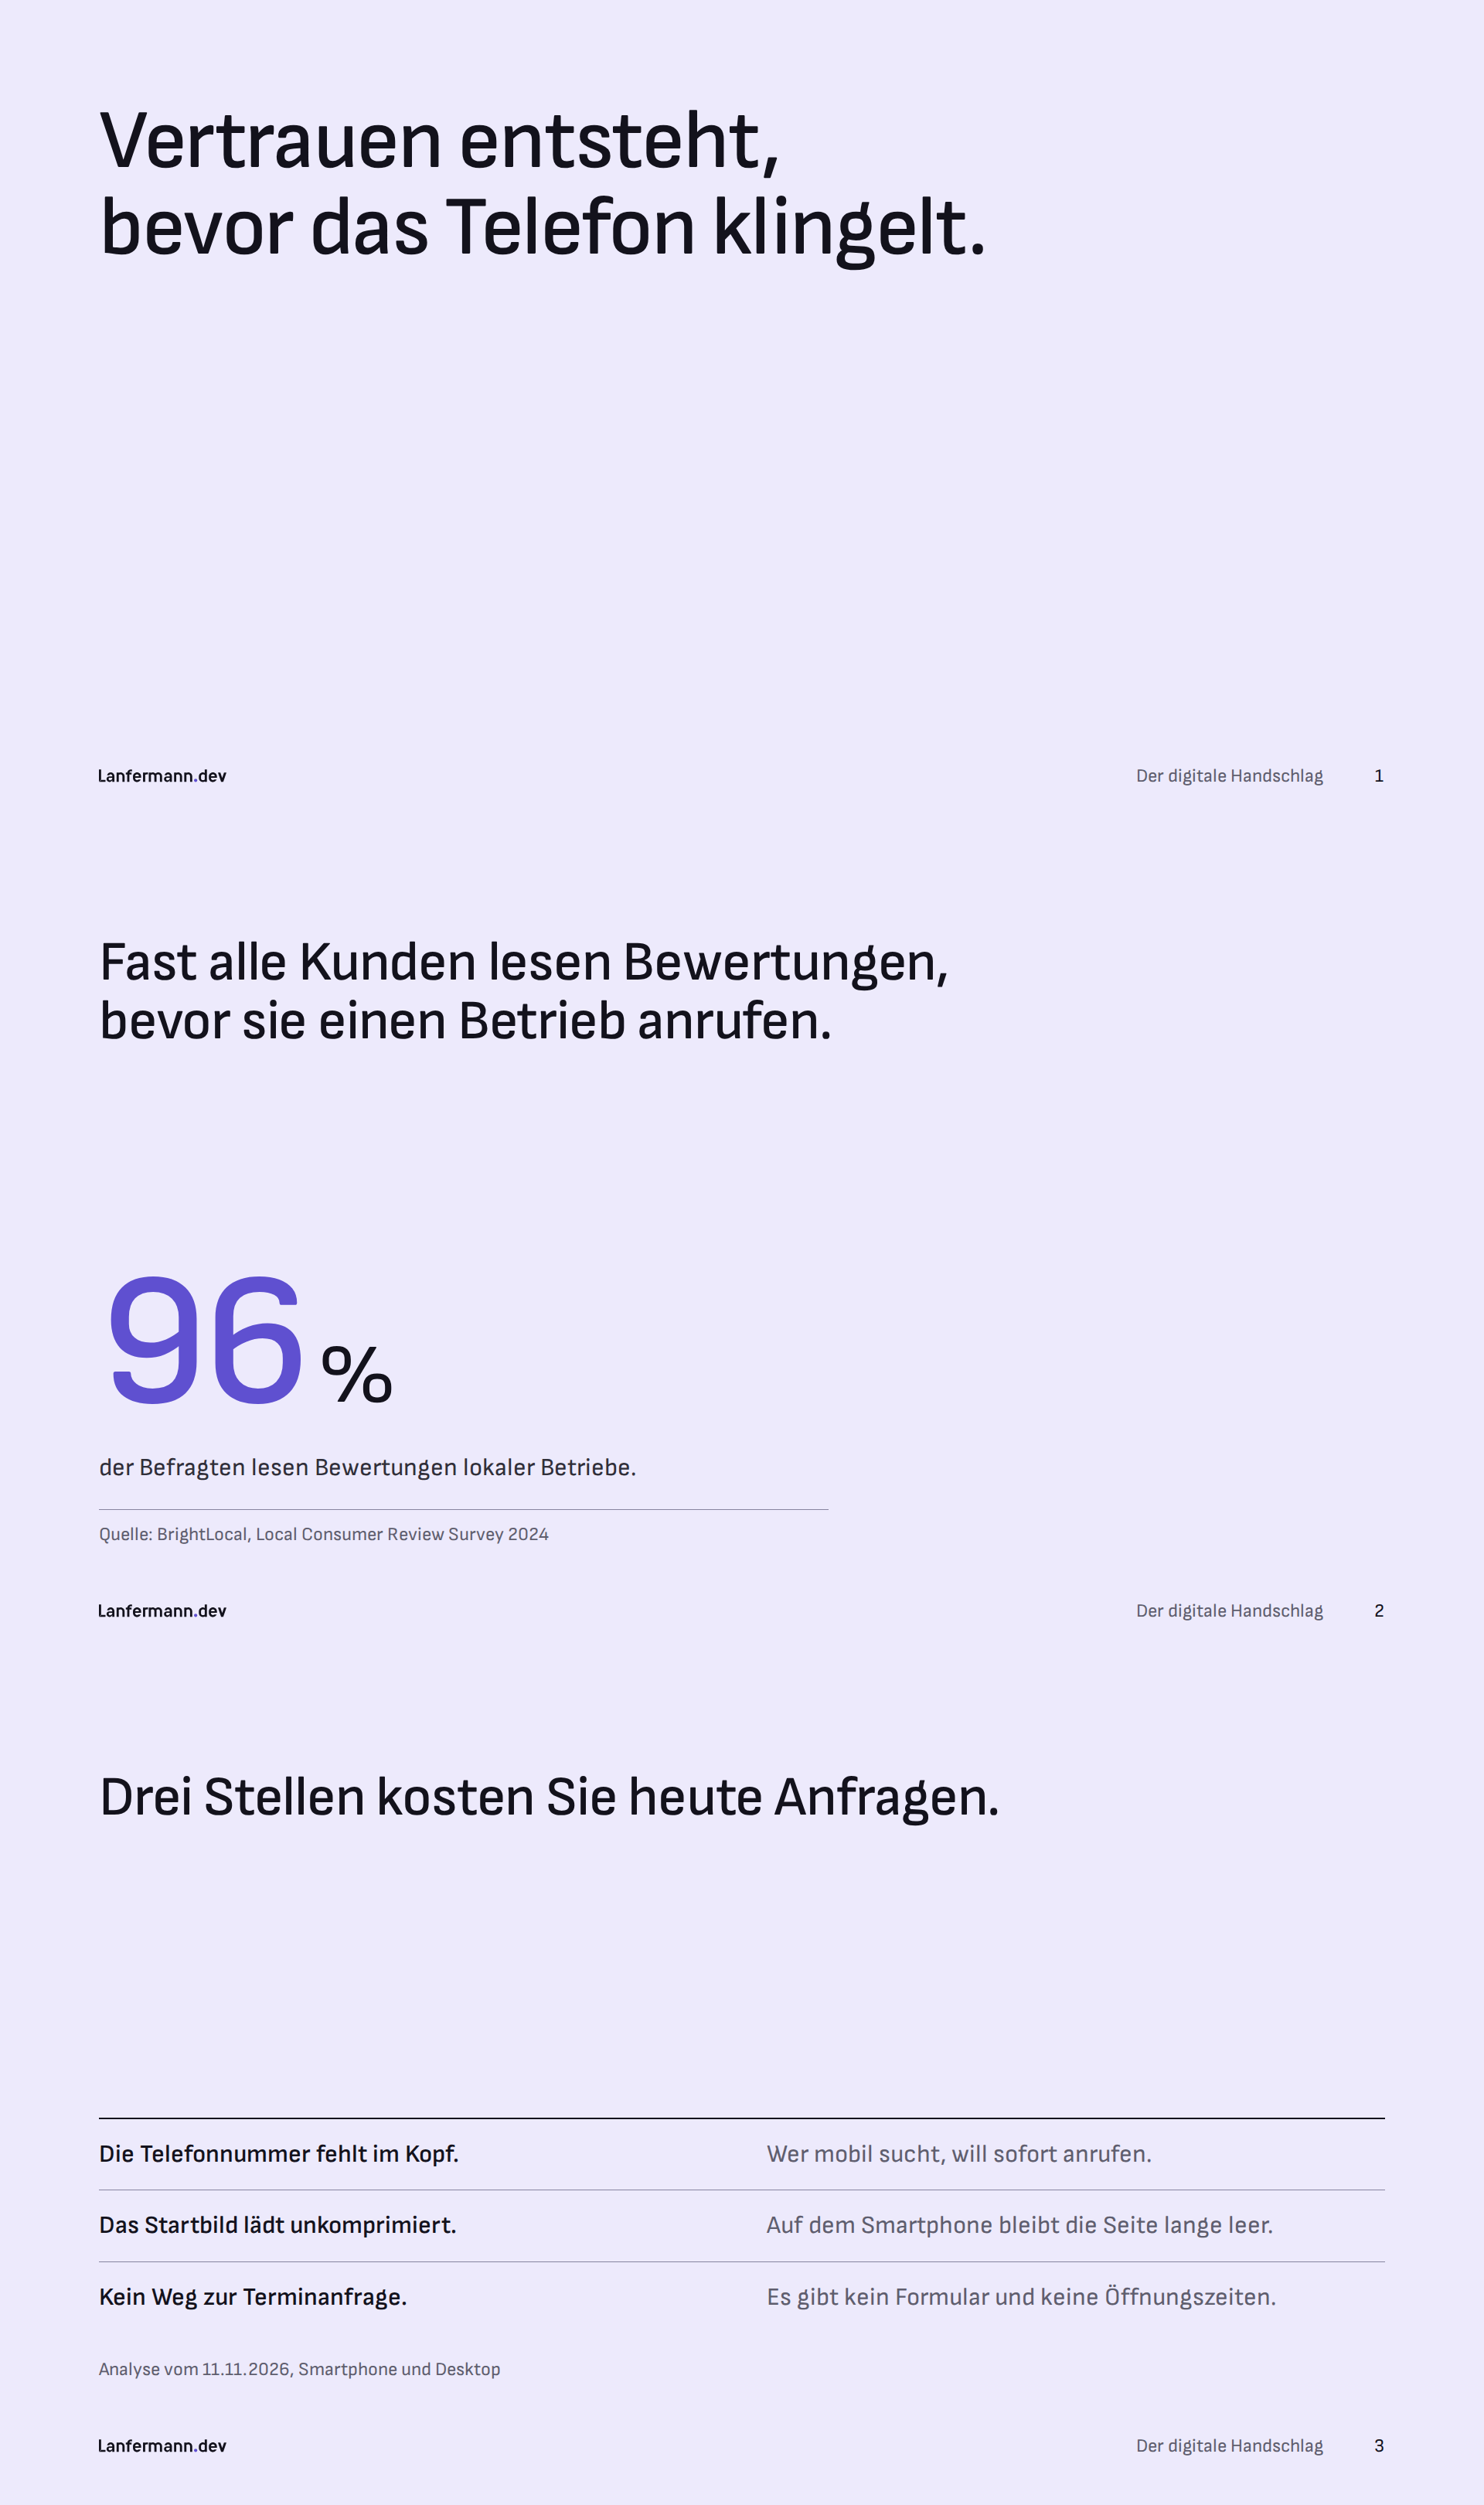 Vertrauen entsteht,
bevor das Telefon klingelt.
Lanfermann.dev
Der digitale Handschlag 1
Fast alle Kunden lesen Bewertungen,
bevor sie einen Betrieb anrufen.
96 %
der Befragten lesen Bewertungen lokaler Betriebe.
Quelle: BrightLocal, Local Consumer Review Survey 2024
Lanfermann.dev
Der digitale Handschlag 2
Drei Stellen kosten Sie heute Anfragen.
Die Telefonnummer fehlt im Kopf.
Wer mobil sucht, will sofort anrufen.
Das Startbild lädt unkomprimiert.
Auf dem Smartphone bleibt die Seite lange leer.
Kein Weg zur Terminanfrage.
Es gibt kein Formular und keine Öffnungszeiten.
Analyse vom 11.11.2026, Smartphone und Desktop
Lanfermann.dev
Der digitale Handschlag 3